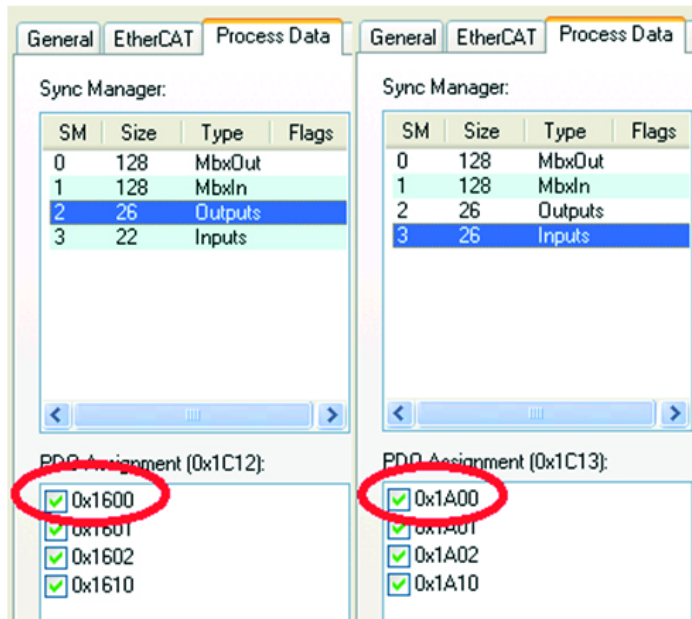 General EtherCAT Process Data
Sync Manager:
SM Size Type Flags
0 128 MbxOut
1 128 MbxIn
2 26 Outputs
3 22 Inputs
PDO Assignment (0x1C12):
0x1600
0x1601
0x1602
0x1610
General EtherCAT Process Data
Sync Manager:
SM Size Type Flags
0 128 MbxOut
1 128 MbxIn
2 26 Outputs
3 26 Inputs
PDO Assignment (0x1C13):
0x1A00
0x1A01
0x1A02
0x1A10